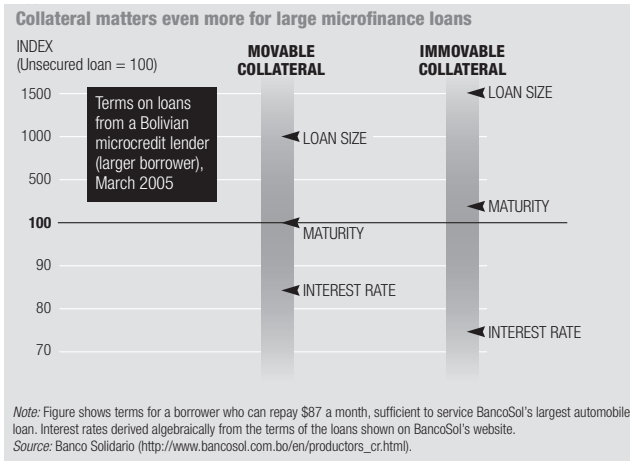 Collateral matters even more for large microfinance loans
INDEX
(Unsecured loan = 100)
MOVABLE
COLLATERAL
IMMOVABLE
COLLATERAL
Terms on loans
from a Bolivian
microcredit lender
(larger borrower),
March 2005
1500
1000
500
100
90
80
70
LOAN SIZE
MATURITY
INTEREST RATE
LOAN SIZE
MATURITY
INTEREST RATE
Note: Figure shows terms for a borrower who can repay $87 a month, sufficient to service BancoSol's largest automobile
loan. Interest rates derived algebraically from the terms of the loans shown on BancoSol's website.
Source: Banco Solidario (http://www.bancosol.com.bo/en/productors_cr.html).